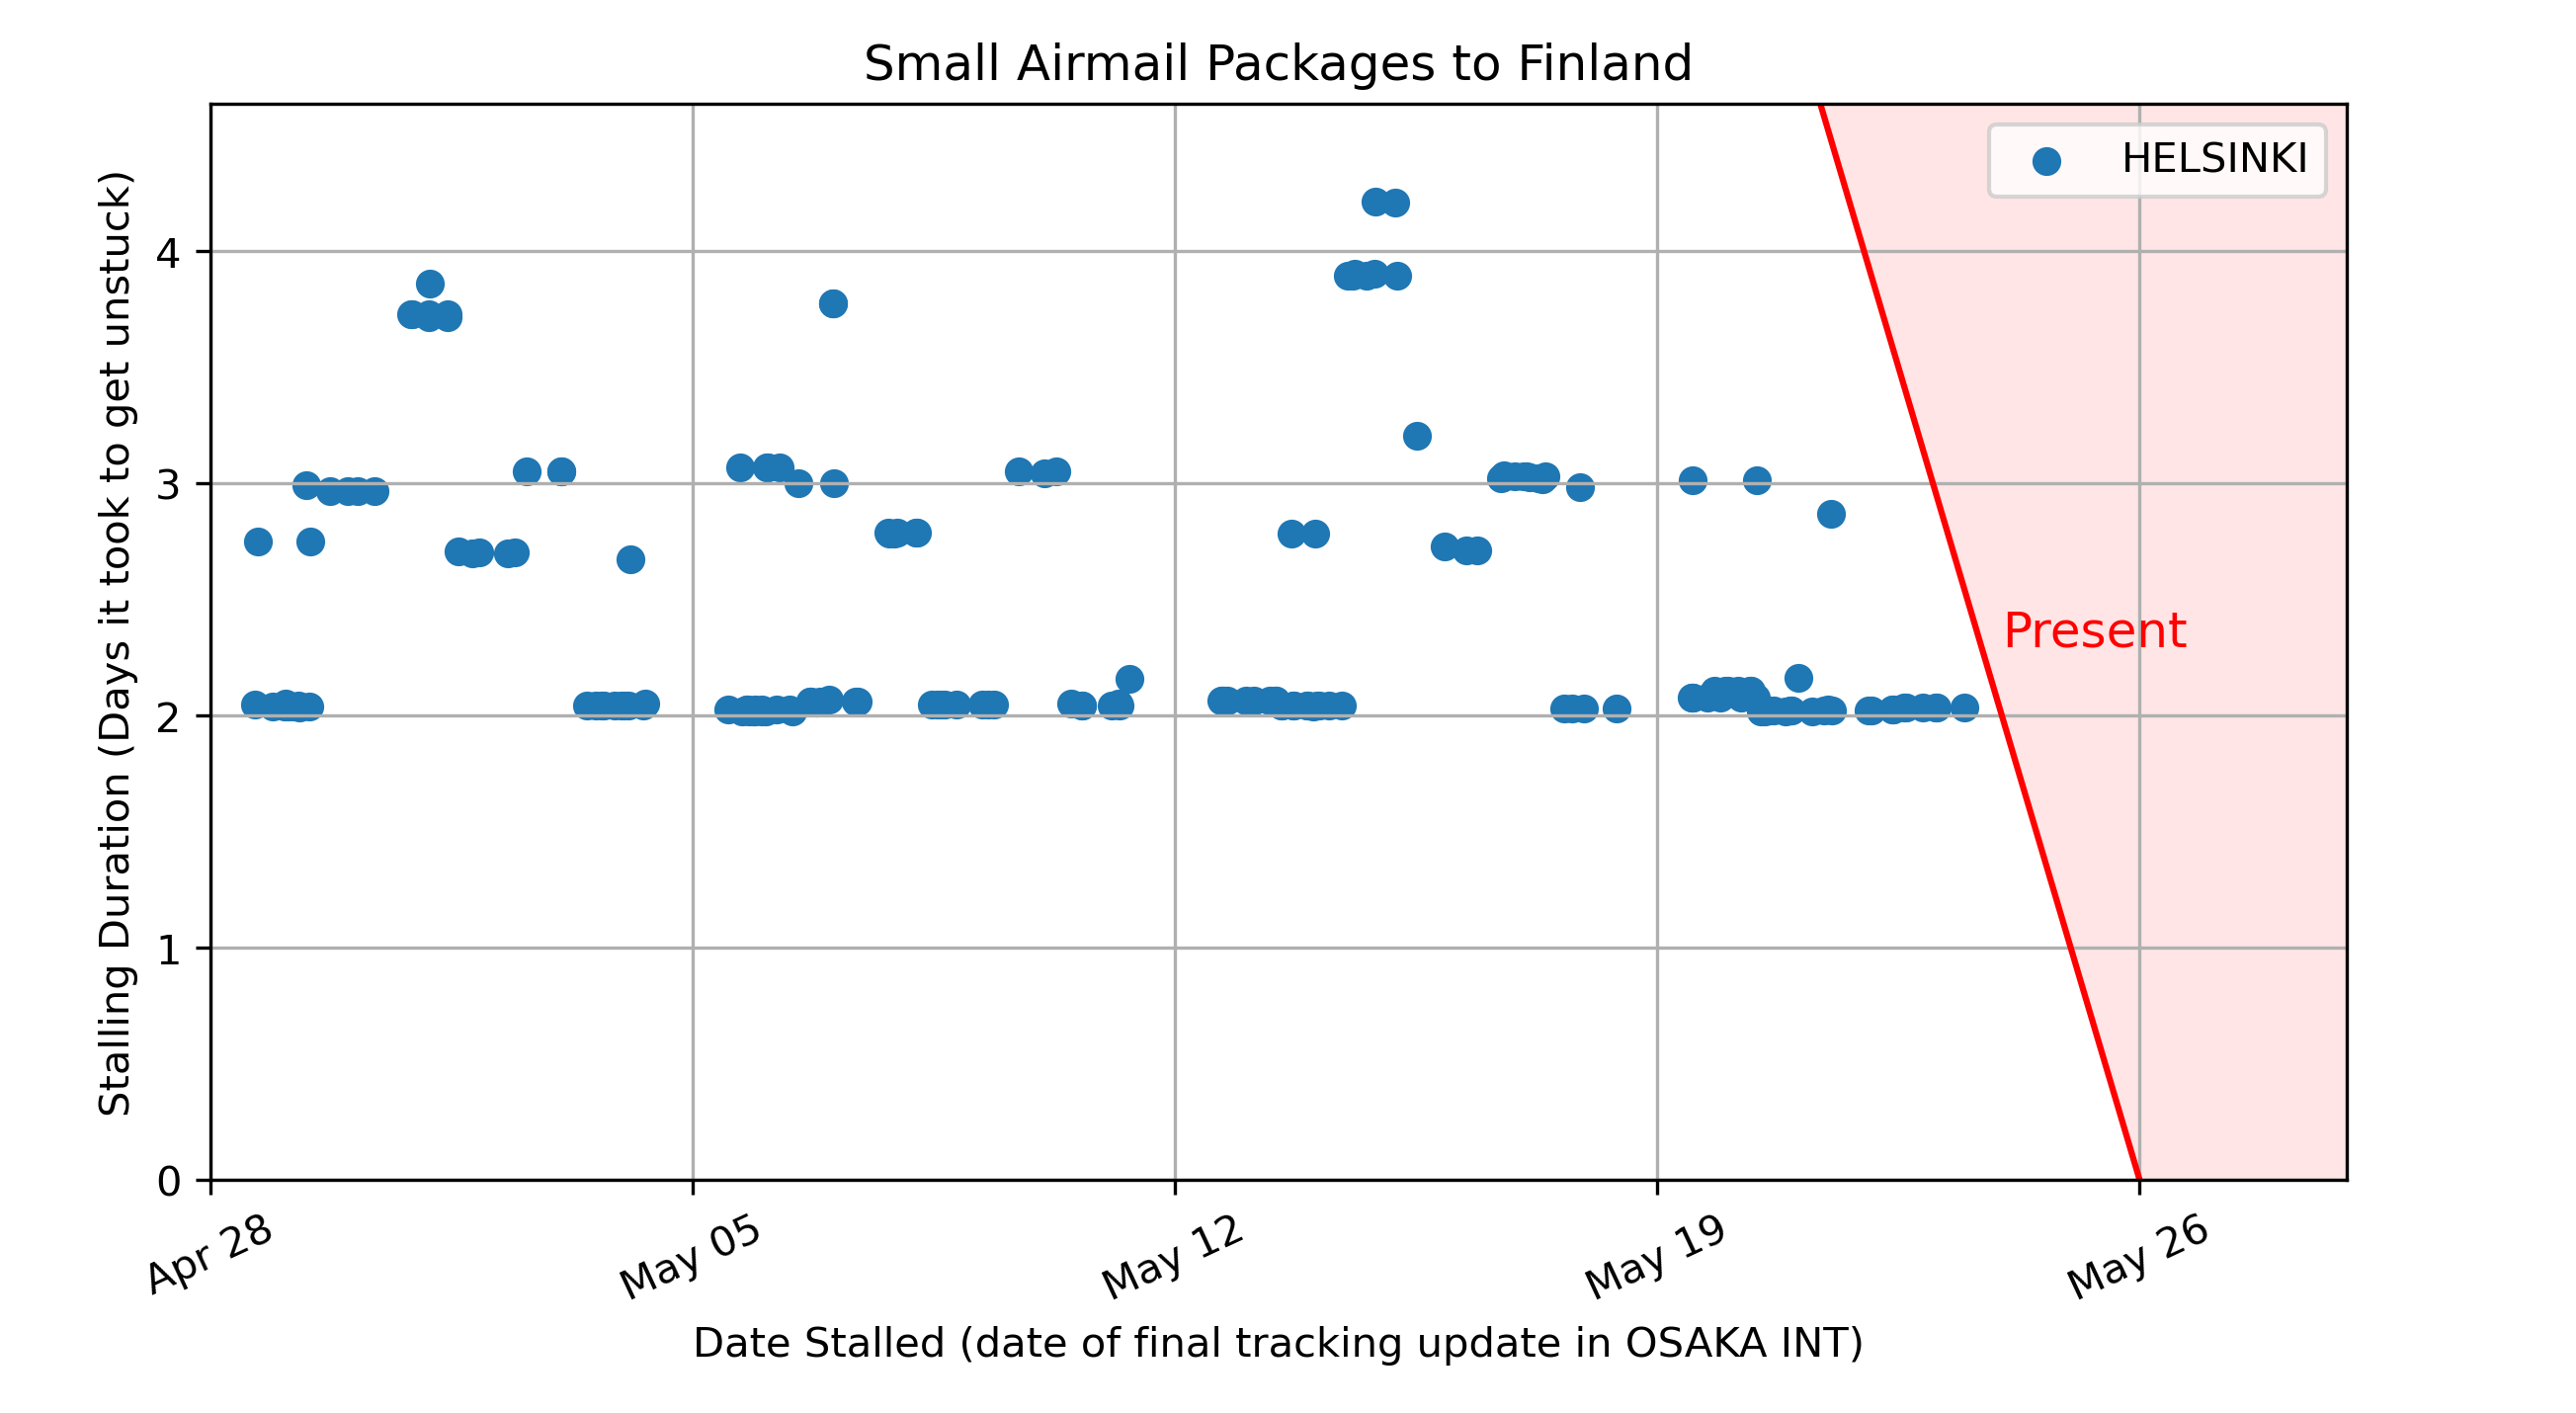 Small Airmail Packages to Finland
HELSINKI
Stalling Duration (Days it took to get unstuck)
4
3
2
1
0
Present
Apr 28
May 05
May 12
May 19
May 26
Date Stalled (date of final tracking update in OSAKA INT)